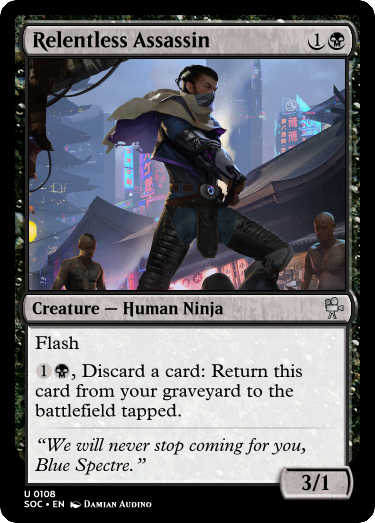 Relentless Assassin 1
Creature — Human Ninja
Flash
1, Discard a card: Return this
card from your graveyard to the
battlefield tapped.
“We will never stop coming for you,
Blue Spectre.”
3/1
U 0108
SOC • EN Damian Audino